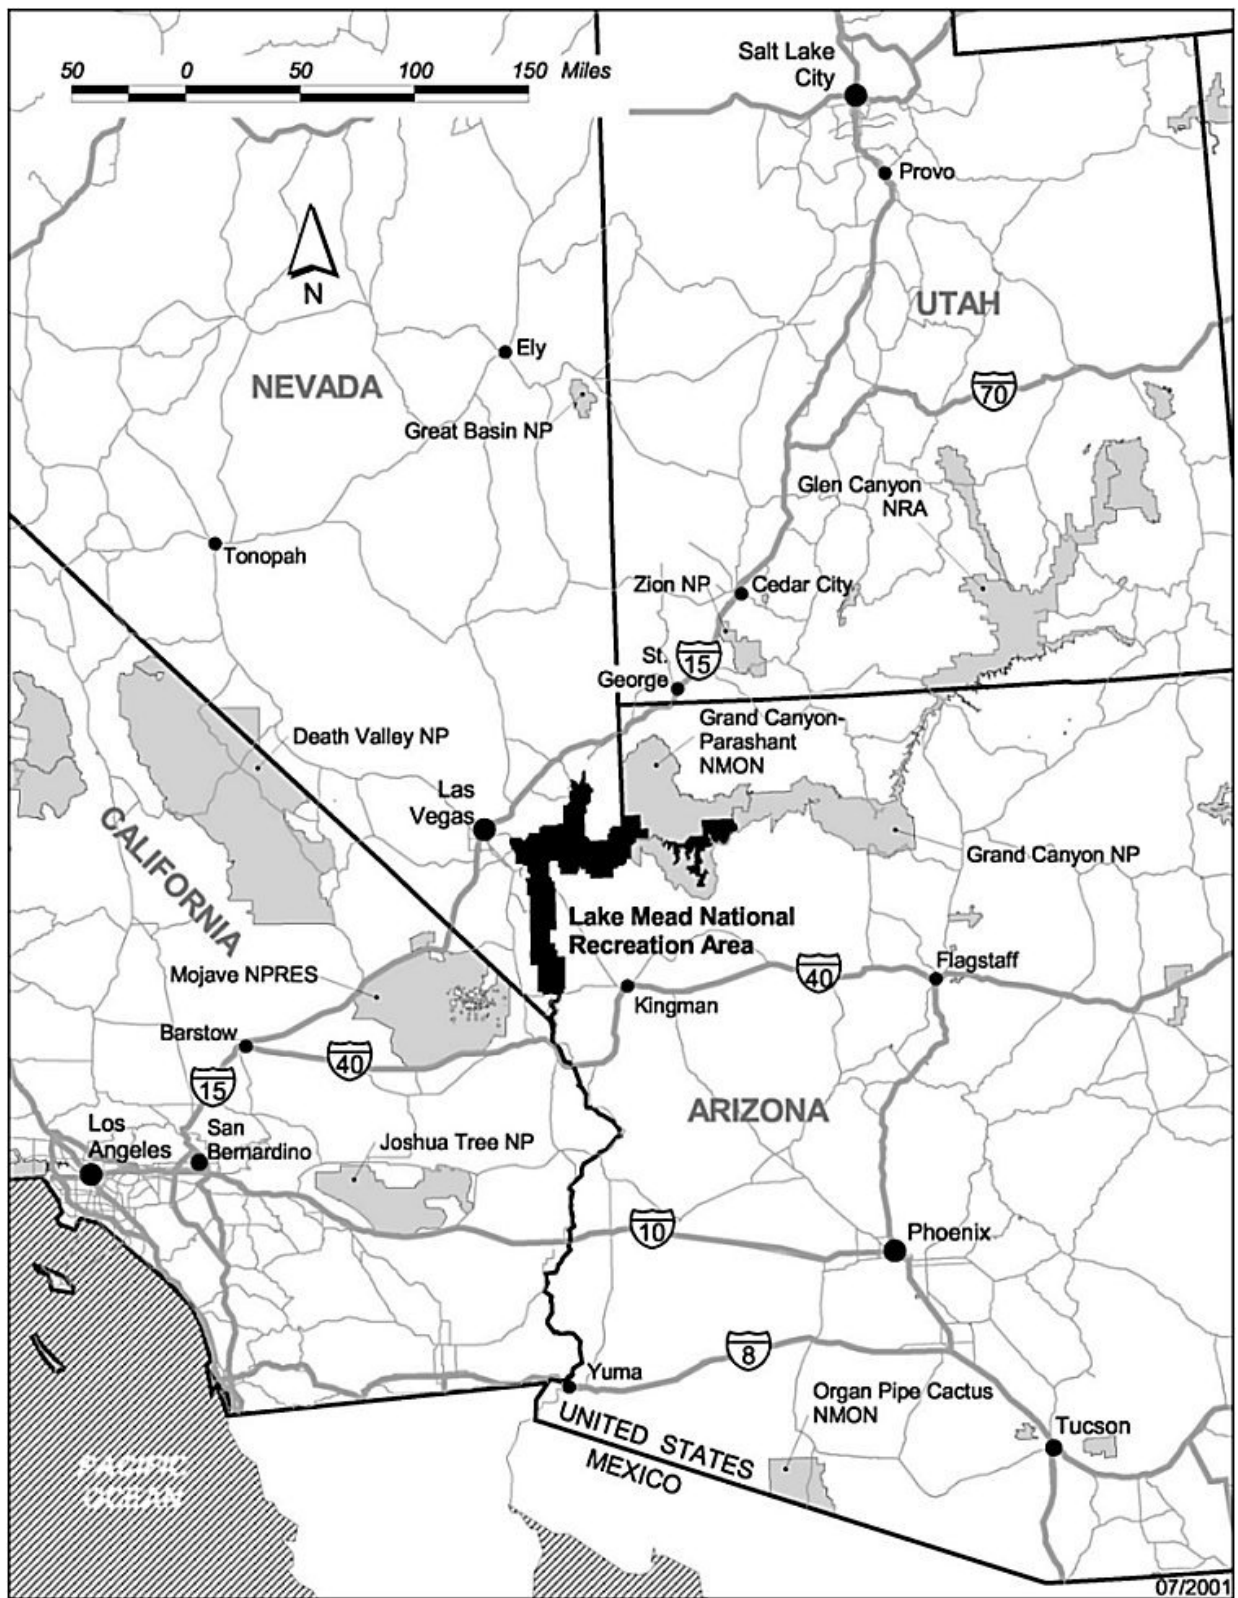 50 0 50 100 150 Miles
Salt Lake
City
Provo
N
UTAH
Ely
NEVADA
70
Great Basin NP
Glen Canyon
NRA
Tonopah
Zion NP
Cedar City
St.
George
15
Grand Canyon-
Parashant
NMON
Death Valley NP
Las
Vegas
CALIFORNIA
Grand Canyon NP
Lake Mead National
Recreation Area
Mojave NPRES
40
Flagstaff
Kingman
Barstow
40
15
ARIZONA
Los
Angeles
San
Bernardino
Joshua Tree NP
10
Phoenix
8
Yuma
Organ Pipe Cactus
NMON
UNITED STATES
MEXICO
Tucson
PACIFIC
OCEAN
07/2001